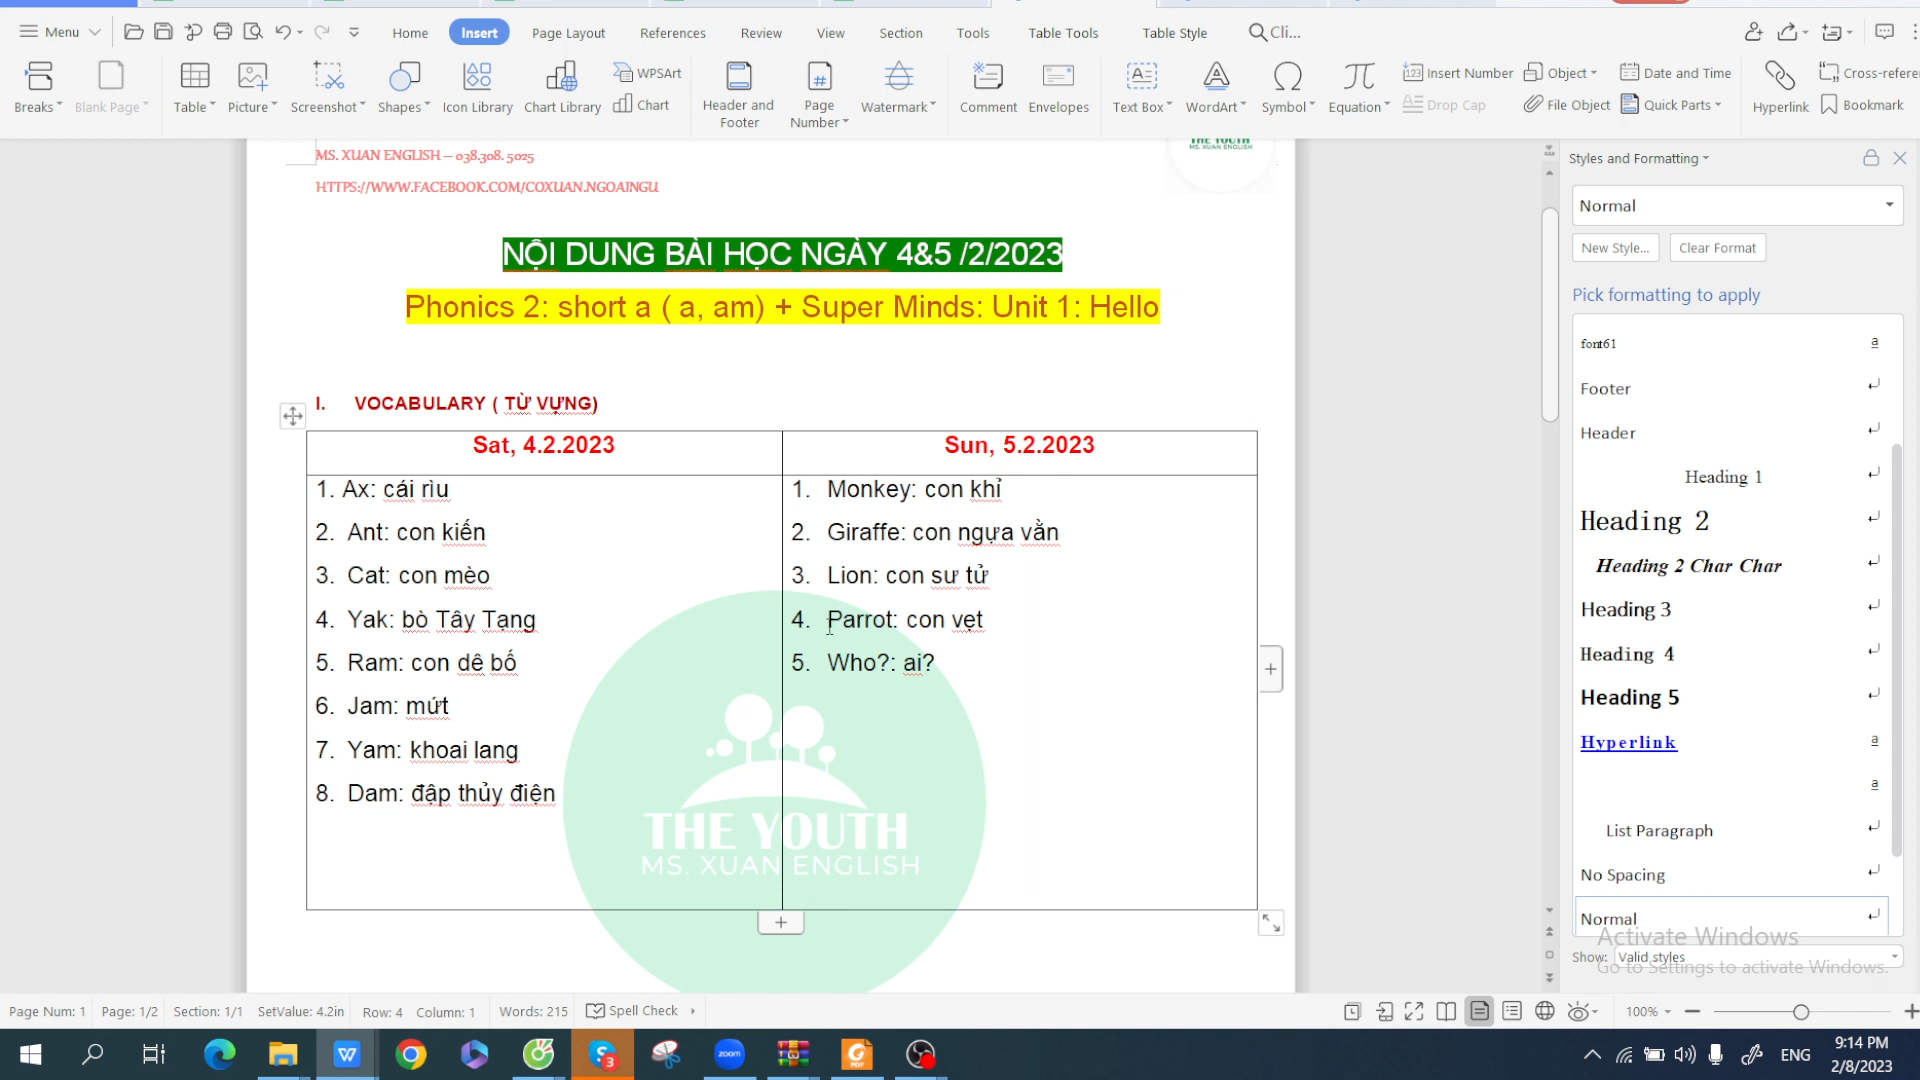 Menu
Home
Insert
Page Layout
References
Review
View
Section
Tools
Table Tools
Table Style
Cli...
Breaks
Blank Page
Table
Picture
Screenshot
Shapes
Icon Library
Chart Library
WPSArt
Chart
Header and Footer
Page Number
Watermark
Comment
Envelopes
Text Box
WordArt
Symbol
Equation
Insert Number
Drop Cap
Object
File Object
Date and Time
Quick Parts
Hyperlink
Cross-refere
Bookmark
MS. XUAN ENGLISH – 038.308. 5025
HTTPS://WWW.FACEBOOK.COM/COXUAN.NGOAINGU
THE YOUTH
MS. XUAN ENGLISH
NỘI DUNG BÀI HỌC NGÀY 4&5 /2/2023
Phonics 2: short a ( a, am) + Super Minds: Unit 1: Hello
I. VOCABULARY ( TỪ VỰNG)
Sat, 4.2.2023
1. Ax: cái rìu
2. Ant: con kiến
3. Cat: con mèo
4. Yak: bò Tây Tạng
5. Ram: con dê bố
6. Jam: mứt
7. Yam: khoai lang
8. Dam: đập thủy điện
Sun, 5.2.2023
1. Monkey: con khỉ
2. Giraffe: con ngựa vằn
3. Lion: con sư tử
4. Parrot: con vẹt
5. Who?: ai?
THE YOUTH
MS. XUAN ENGLISH
Styles and Formatting
Normal
New Style...
Clear Format
Pick formatting to apply
font61
Footer
Header
Heading 1
Heading 2
Heading 2 Char Char
Heading 3
Heading 4
Heading 5
Hyperlink
List Paragraph
No Spacing
Normal
Show: Valid styles
Activate Windows
Go to Settings to activate Windows.
Page Num: 1
Page: 1/2
Section: 1/1
SetValue: 4.2in
Row: 4
Column: 1
Words: 215
Spell Check
100%
zoom
3
PDF
ENG
9:14 PM
2/8/2023